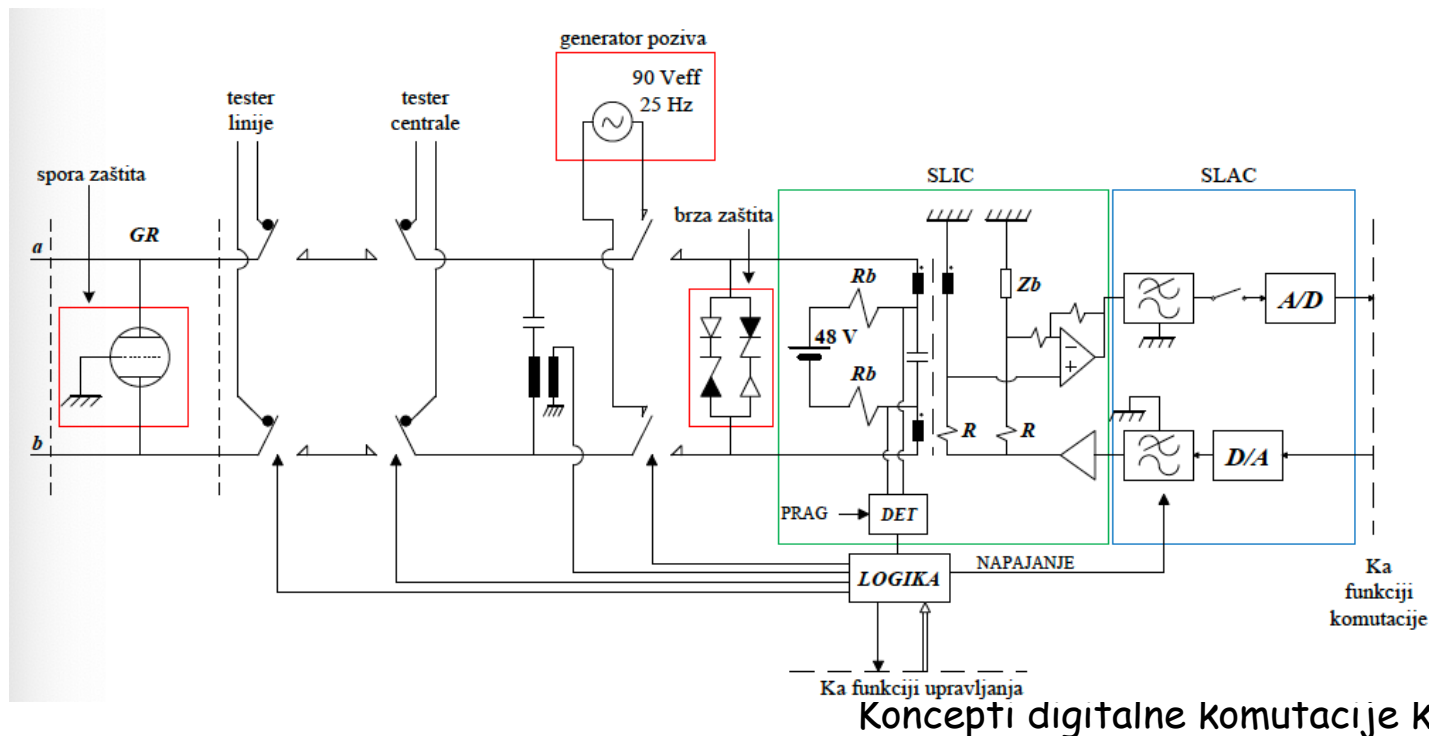 generator poziva
90 Veff
25 Hz
tester
linije
tester
centrale
spora zaštita
GR
a
b
brza zaštita
SLIC
SLAC
Rb
48 V
Rb
Zb
R
R
−
+
A/D
D/A
PRAG
DET
LOGIKA
NAPAJANJE
Ka
funkciji
komutacije
Ka funkciji upravljanja
Koncepti digitalne komutacije K